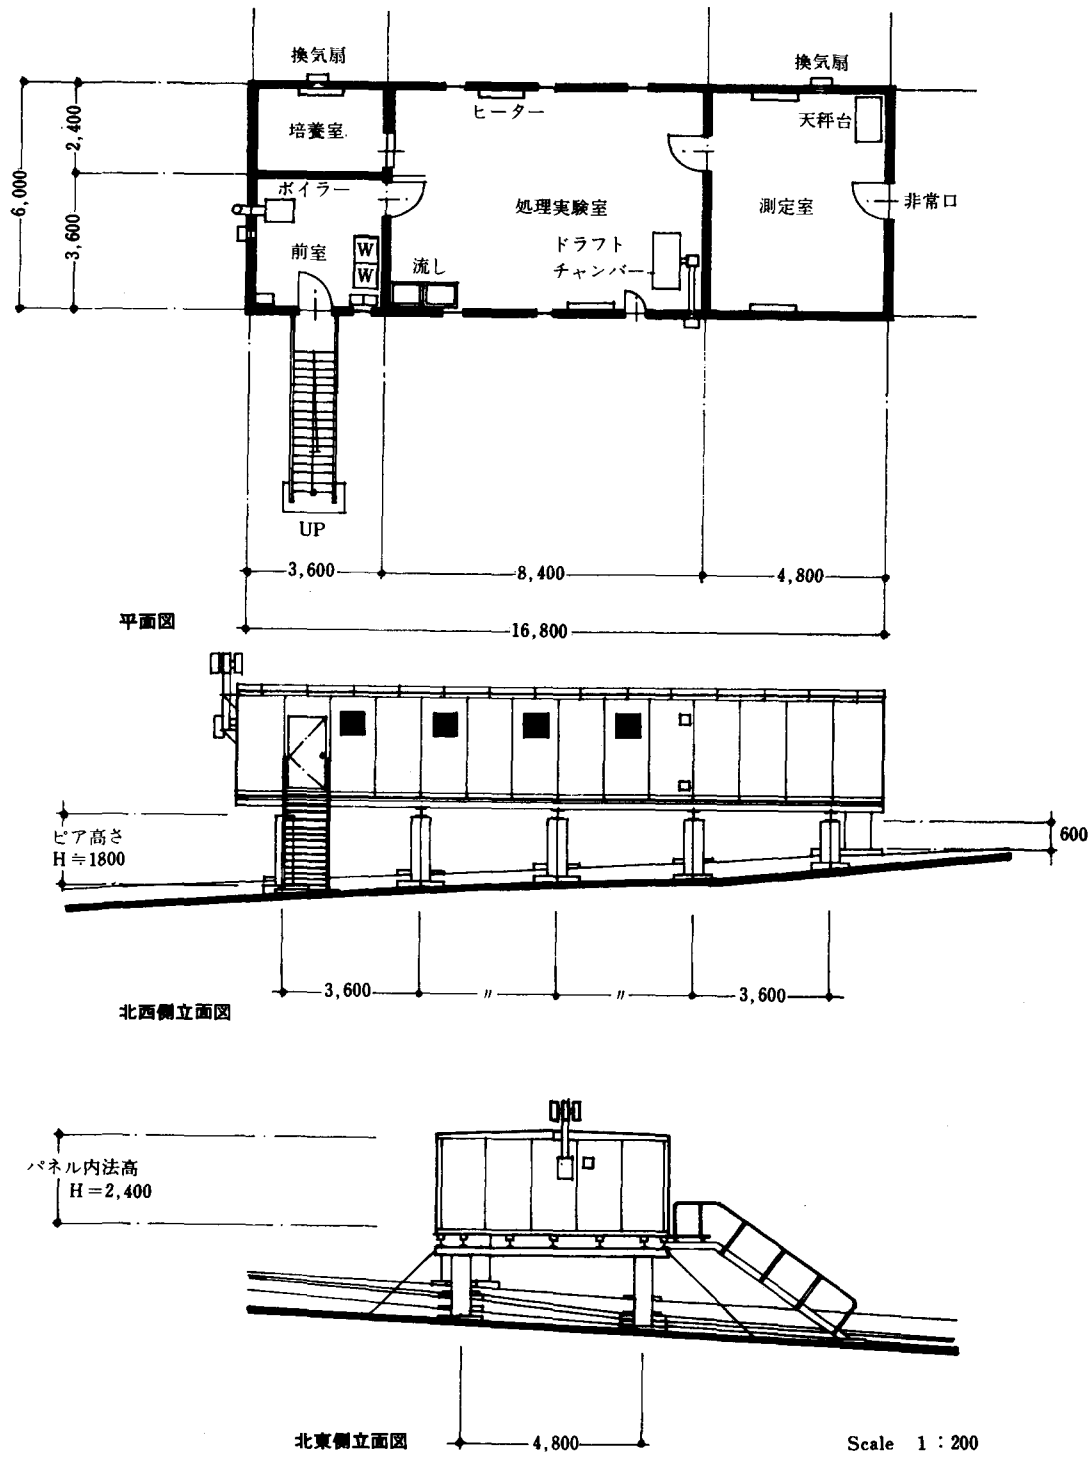 換気扇
換気扇
ヒーター
天秤台
培養室
2,400
6,000
ボイラー
処理実験室
測定室
非常口
3,600
前室
W
W
流し
ドラフト
チャンバー
UP
3,600
8,400
4,800
平面図
16,800
ピア高さ
H≒1800
600
3,600
〃
〃
3,600
北西側立面図
パネル内法高
H=2,400
北東側立面図
4,800
Scale 1:200